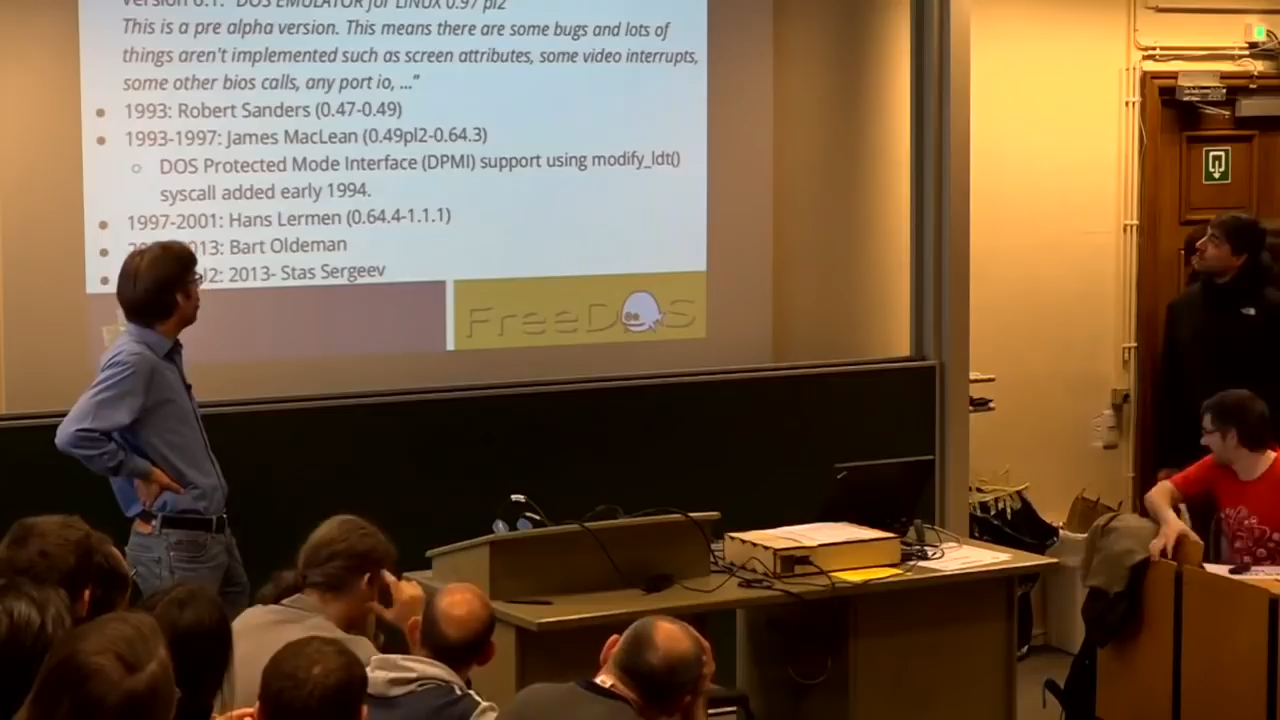 Version 0.1: "DOS EMULATOR for LINUX 0.97 pl2
This is a pre alpha version. This means there are some bugs and lots of
things aren't implemented such as screen attributes, some video interrupts,
some other bios calls, any port io, ..."
1993: Robert Sanders (0.47-0.49)
1993-1997: James MacLean (0.49pl2-0.64.3)
DOS Protected Mode Interface (DPMI) support using modify_ldt()
syscall added early 1994.
1997-2001: Hans Lermen (0.64.4-1.1.1)
013: Bart Oldeman
2: 2013- Stas Sergeev
FreeDOS